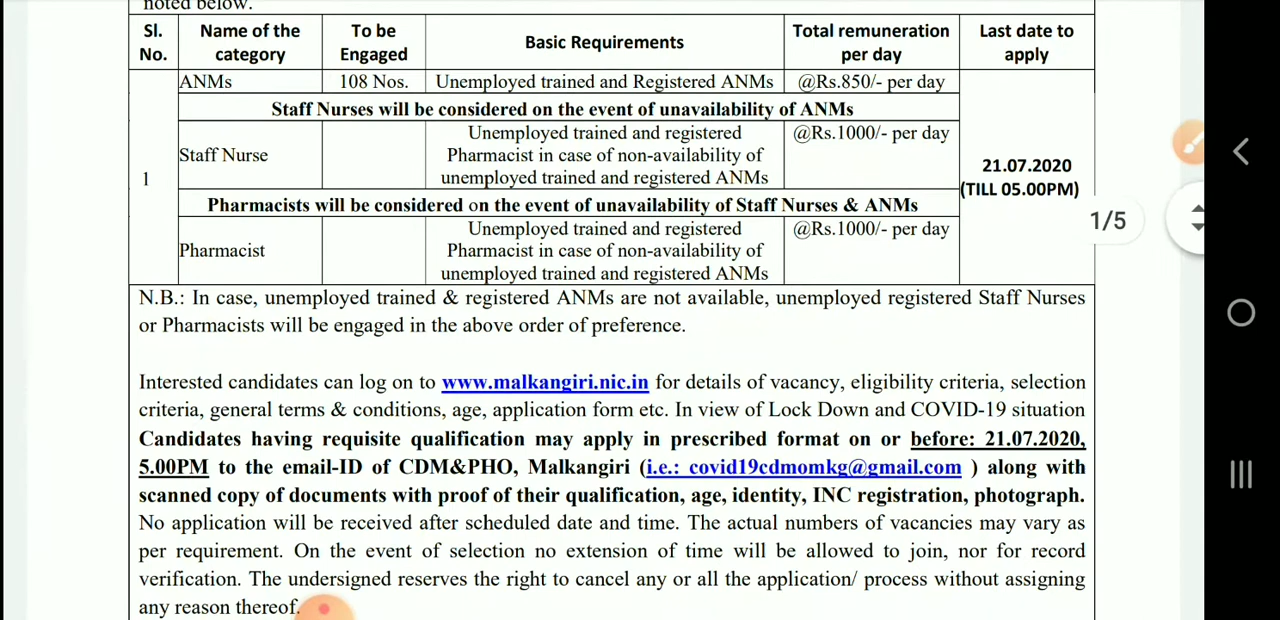 noted below.
Sl. No. Name of the category To be Engaged Basic Requirements Total remuneration per day Last date to apply
1
ANMs 108 Nos. Unemployed trained and Registered ANMs @Rs.850/- per day
Staff Nurses will be considered on the event of unavailability of ANMs
Staff Nurse
Unemployed trained and registered
Pharmacist in case of non-availability of
unemployed trained and registered ANMs
@Rs.1000/- per day
Pharmacists will be considered on the event of unavailability of Staff Nurses & ANMs
Pharmacist
Unemployed trained and registered
Pharmacist in case of non-availability of
unemployed trained and registered ANMs
@Rs.1000/- per day
21.07.2020
(TILL 05.00PM)
1/5
N.B.: In case, unemployed trained & registered ANMs are not available, unemployed registered Staff Nurses
or Pharmacists will be engaged in the above order of preference.
Interested candidates can log on to www.malkangiri.nic.in for details of vacancy, eligibility criteria, selection
criteria, general terms & conditions, age, application form etc. In view of Lock Down and COVID-19 situation
Candidates having requisite qualification may apply in prescribed format on or before: 21.07.2020,
5.00PM to the email-ID of CDM&PHO, Malkangiri (i.e.: covid19cdmomkg@gmail.com ) along with
scanned copy of documents with proof of their qualification, age, identity, INC registration, photograph.
No application will be received after scheduled date and time. The actual numbers of vacancies may vary as
per requirement. On the event of selection no extension of time will be allowed to join, nor for record
verification. The undersigned reserves the right to cancel any or all the application/ process without assigning
any reason thereof.